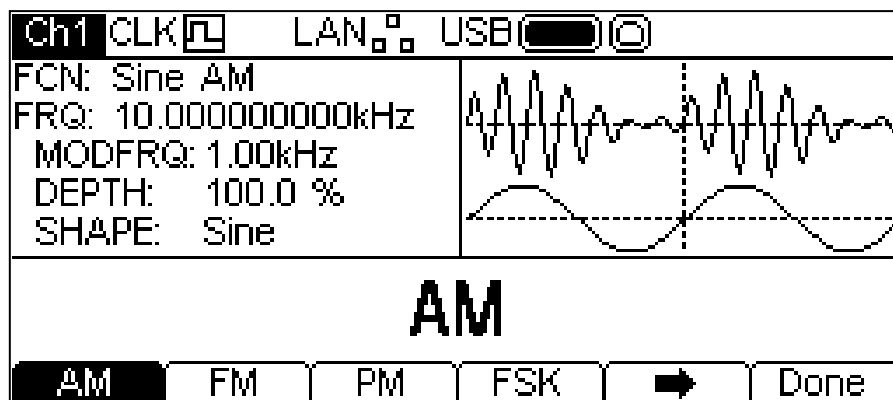 Ch1 CLK LAN USB
FCN: Sine AM
FRQ: 10.000000000kHz
MODFRQ: 1.00kHz
DEPTH: 100.0 %
SHAPE: Sine
AM
AM FM PM FSK Done